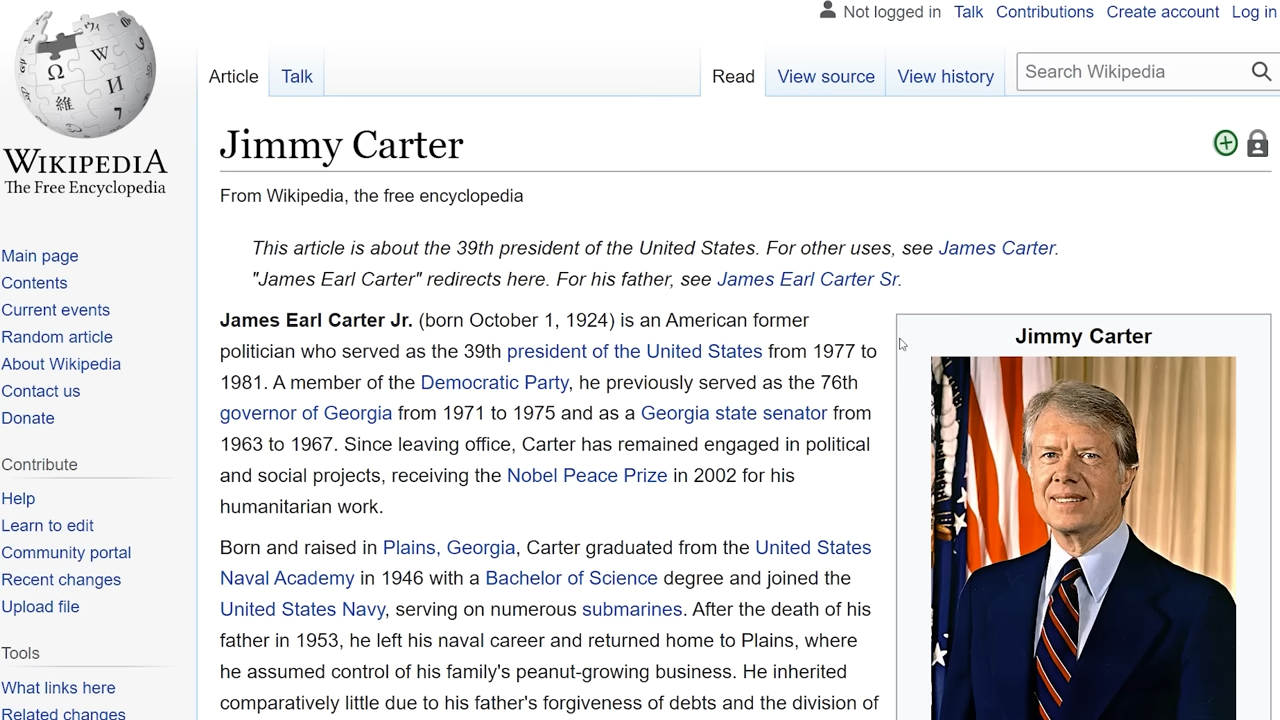 Not logged in Talk Contributions Create account Log in
Article Talk Read View source View history Search Wikipedia
WIKIPEDIA
The Free Encyclopedia
Main page
Contents
Current events
Random article
About Wikipedia
Contact us
Donate
Contribute
Help
Learn to edit
Community portal
Recent changes
Upload file
Tools
What links here
Related changes
Jimmy Carter
From Wikipedia, the free encyclopedia
This article is about the 39th president of the United States. For other uses, see James Carter.
"James Earl Carter" redirects here. For his father, see James Earl Carter Sr.
James Earl Carter Jr. (born October 1, 1924) is an American former
politician who served as the 39th president of the United States from 1977 to
1981. A member of the Democratic Party, he previously served as the 76th
governor of Georgia from 1971 to 1975 and as a Georgia state senator from
1963 to 1967. Since leaving office, Carter has remained engaged in political
and social projects, receiving the Nobel Peace Prize in 2002 for his
humanitarian work.
Born and raised in Plains, Georgia, Carter graduated from the United States
Naval Academy in 1946 with a Bachelor of Science degree and joined the
United States Navy, serving on numerous submarines. After the death of his
father in 1953, he left his naval career and returned home to Plains, where
he assumed control of his family's peanut-growing business. He inherited
comparatively little due to his father's forgiveness of debts and the division of
Jimmy Carter